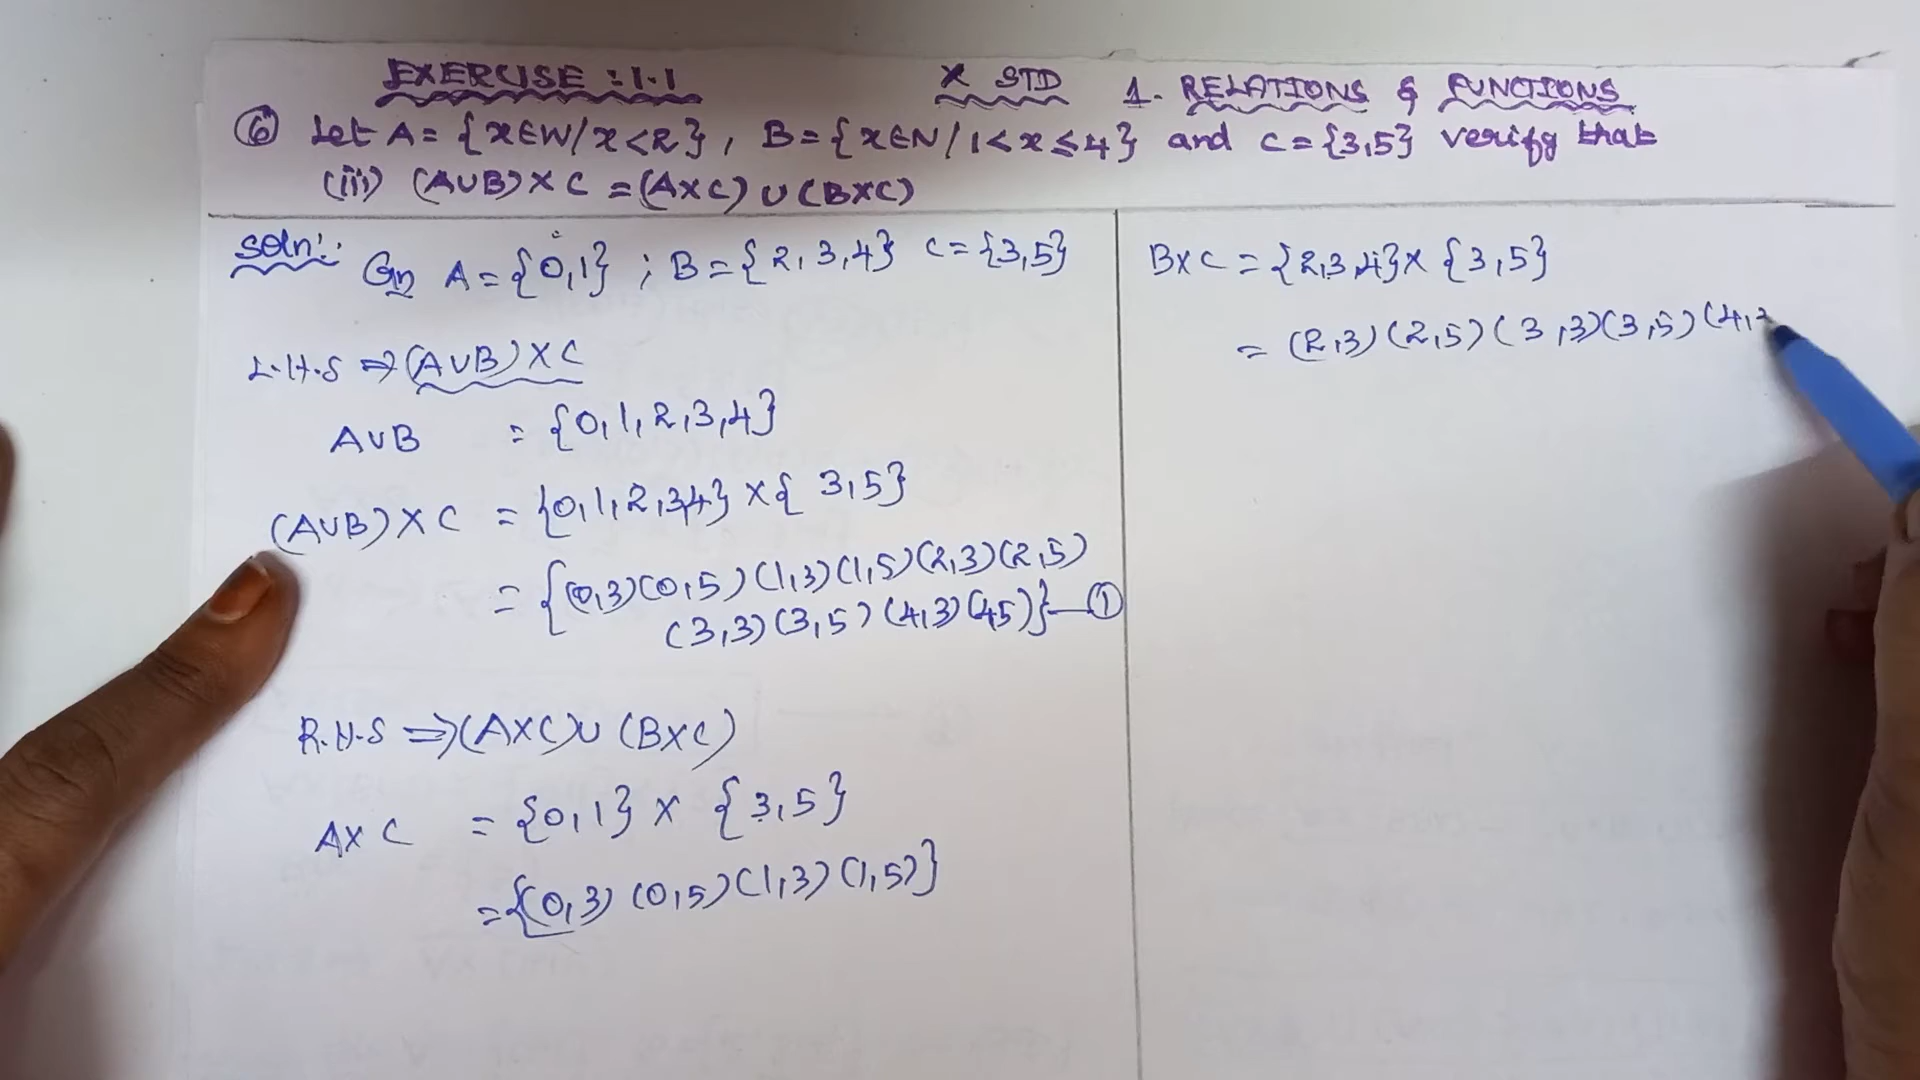 EXERCISE : 1.1 X STD 1. RELATIONS & FUNCTIONS
⑥ Let A = {x∈W/x<2}, B = {x∈N/1<x≤4} and C = {3,5} verify that
(iii) (A∪B)×C = (A×C)∪(B×C)
Soln:
Gn A = {0,1} ; B = {2,3,4} C = {3,5}
L.H.S ⇒ (A∪B)×C
A∪B = {0,1,2,3,4}
(A∪B)×C = {0,1,2,3,4} × {3,5}
= {(0,3)(0,5)(1,3)(1,5)(2,3)(2,5)
(3,3)(3,5)(4,3)(4,5)} — ①
R.H.S ⇒ (A×C)∪(B×C)
A×C = {0,1} × {3,5}
= {(0,3)(0,5)(1,3)(1,5)}
B×C = {2,3,4} × {3,5}
= (2,3)(2,5)(3,3)(3,5)(4,